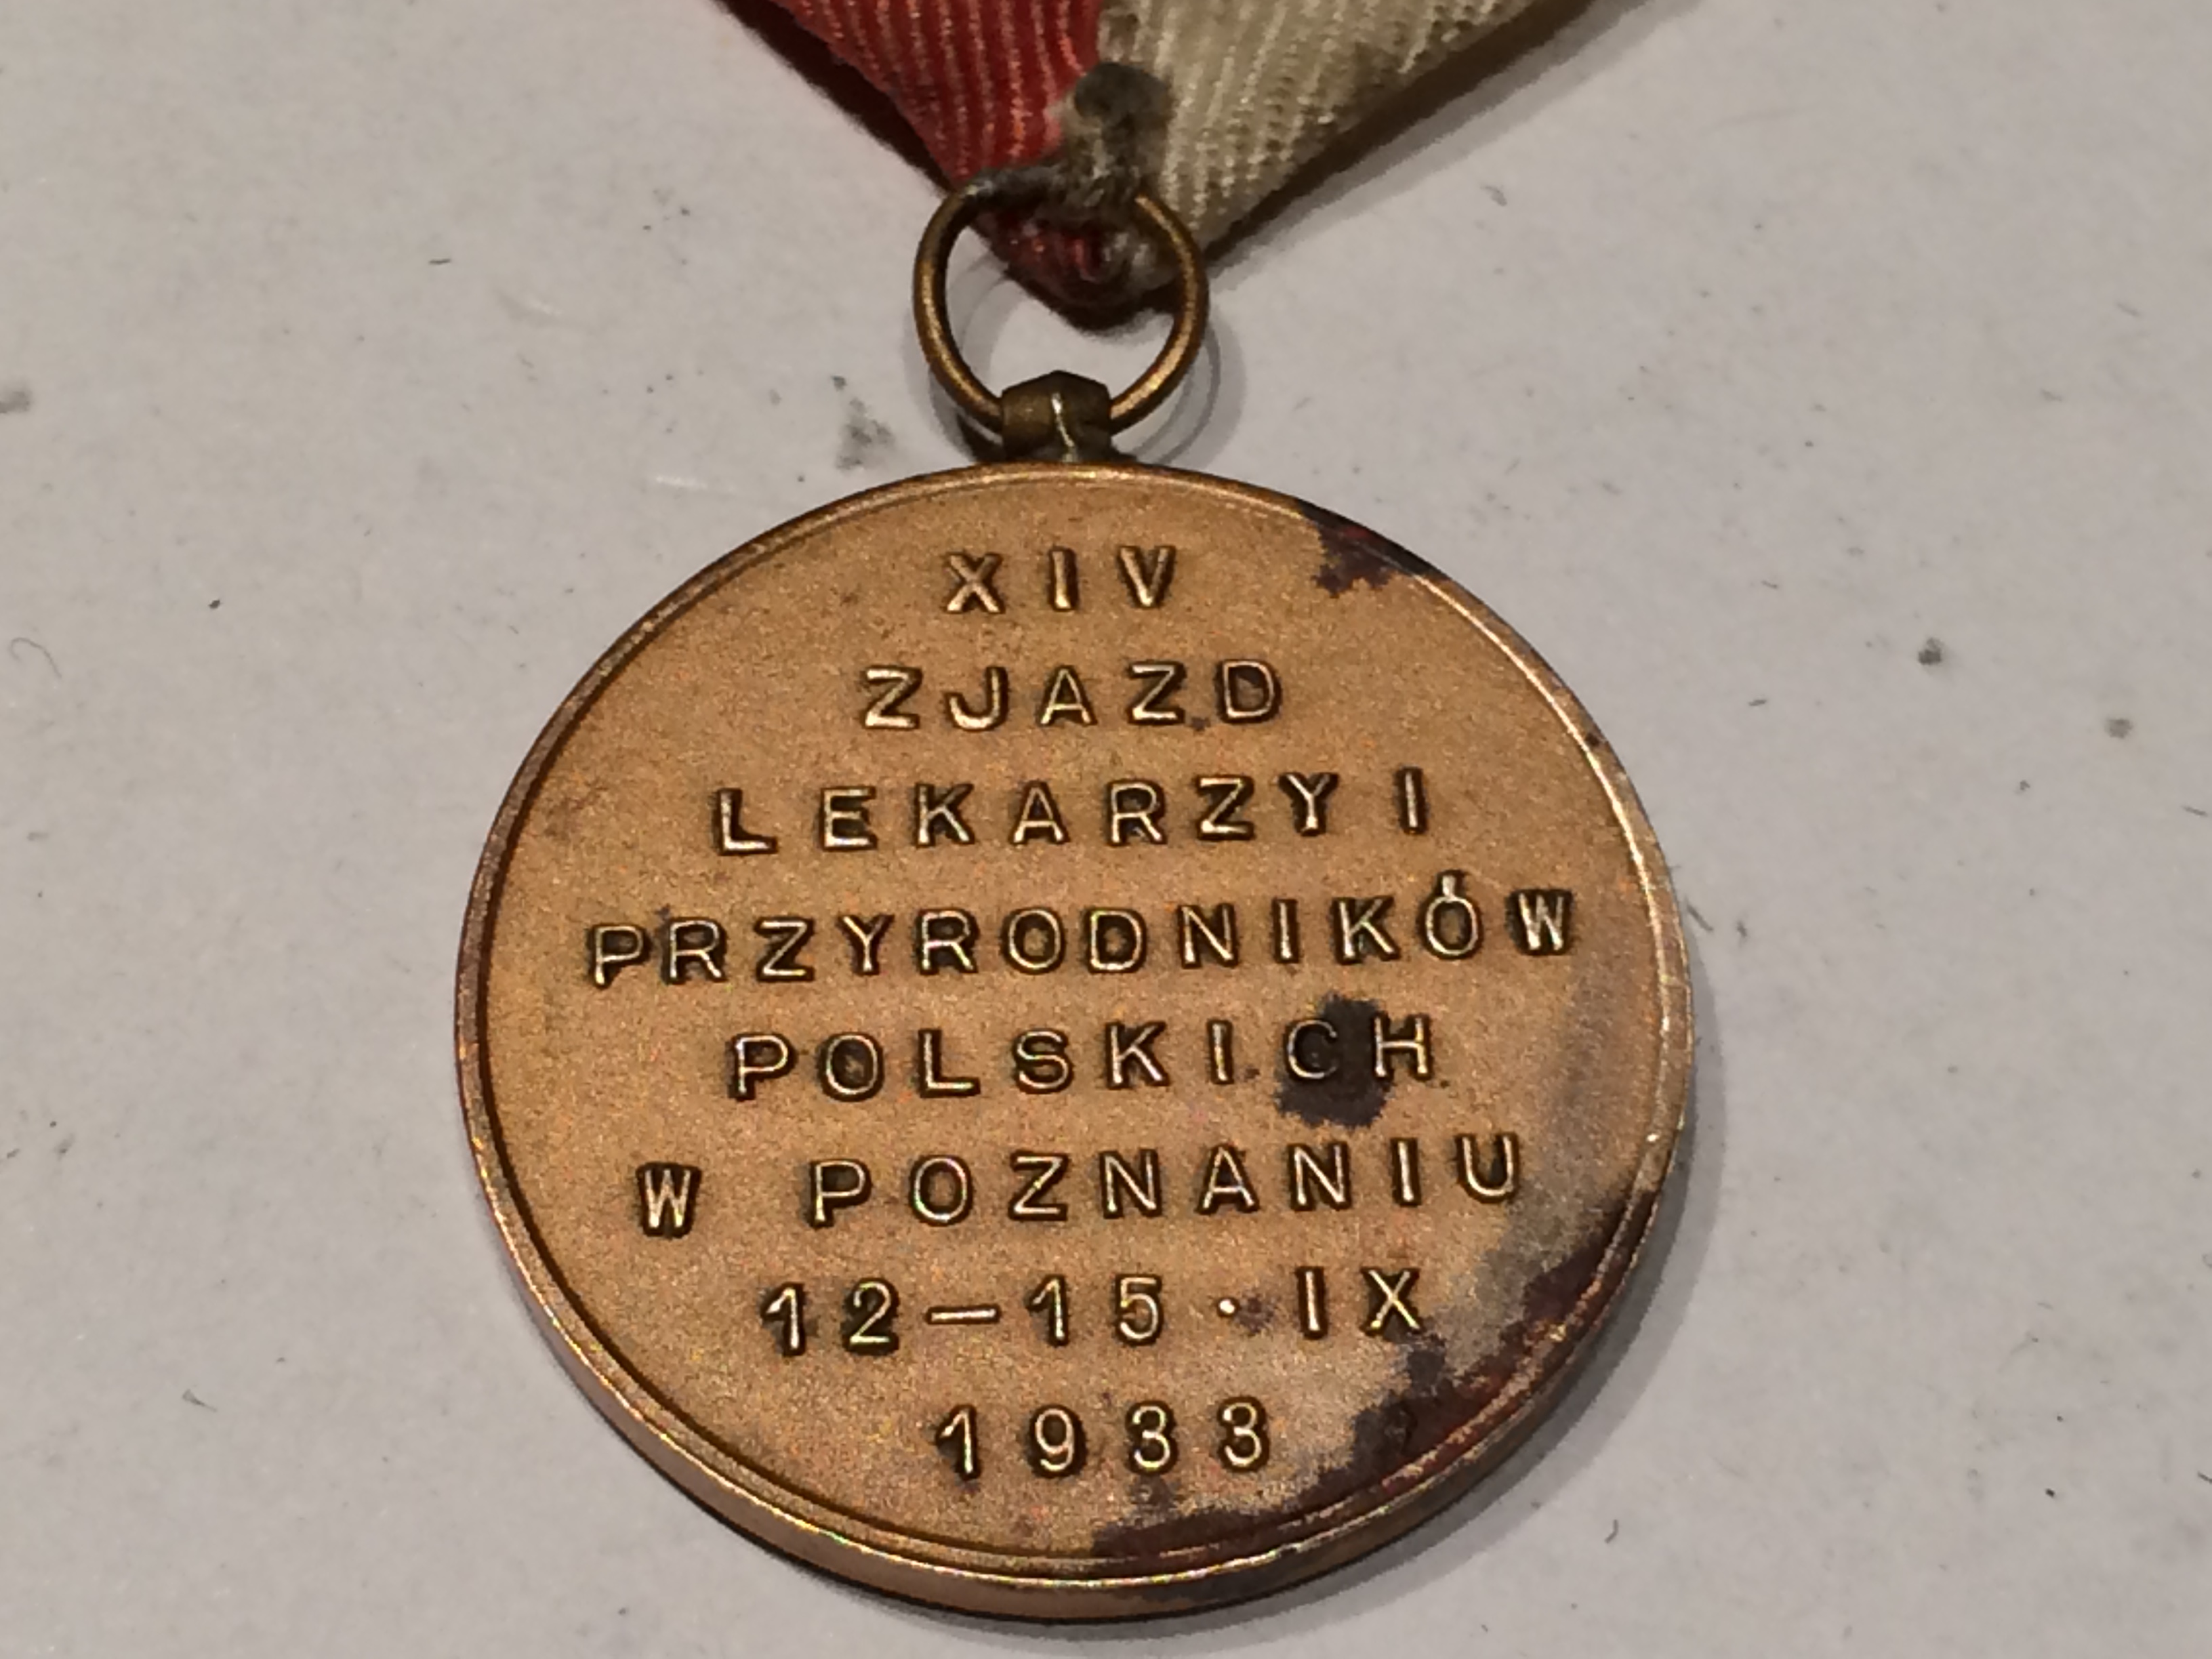 XIV
ZJAZD
LEKARZY I
PRZYRODNIKÓW
POLSKICH
W POZNANIU
12–15·IX
1933